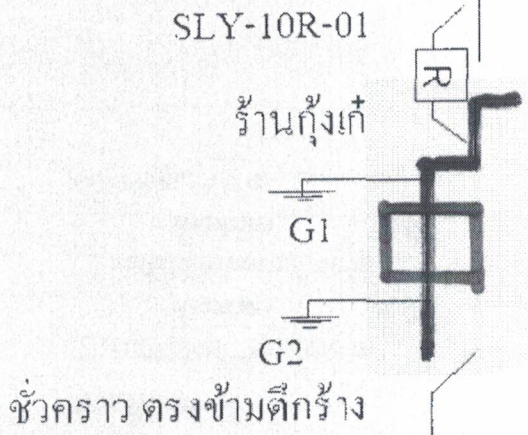 SLY-10R-01
R
ร้านกุ้งเก๋
G1
G2
ชั่วคราว ตรงข้ามตึกร้าง